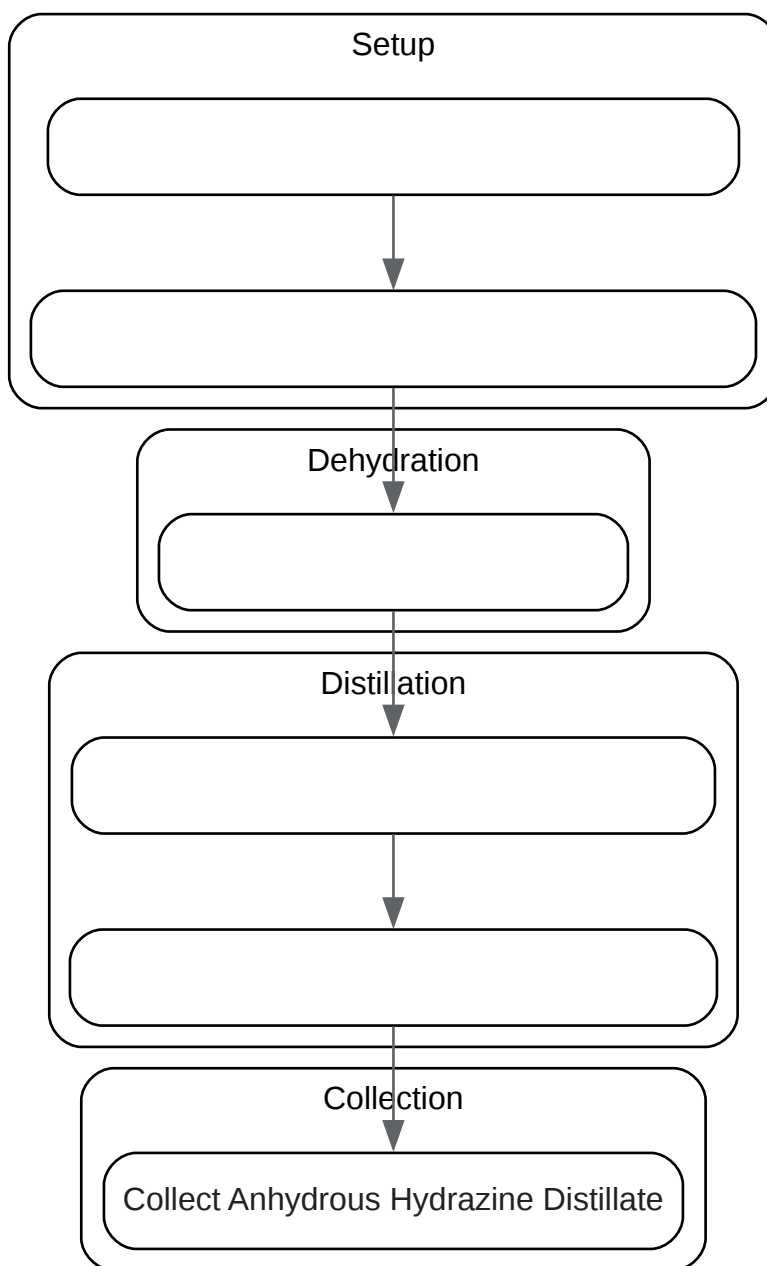 Setup
Dehydration
Distillation
Collection
Collect Anhydrous Hydrazine Distillate